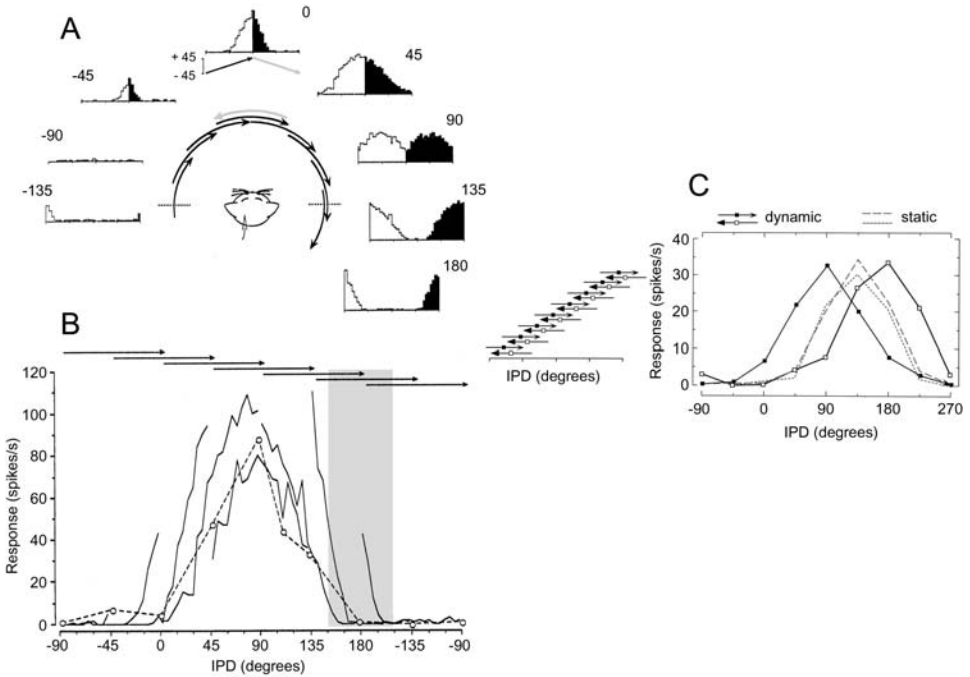 A
0
+ 45
- 45
-45
45
-90
90
-135
135
180
B
120
100
80
60
40
20
0
Response (spikes/s)
-90 -45 0 45 90 135 180 -135 -90
IPD (degrees)
IPD (degrees)
C
dynamic static
40
30
20
10
0
Response (spikes/s)
-90 0 90 180 270
IPD (degrees)